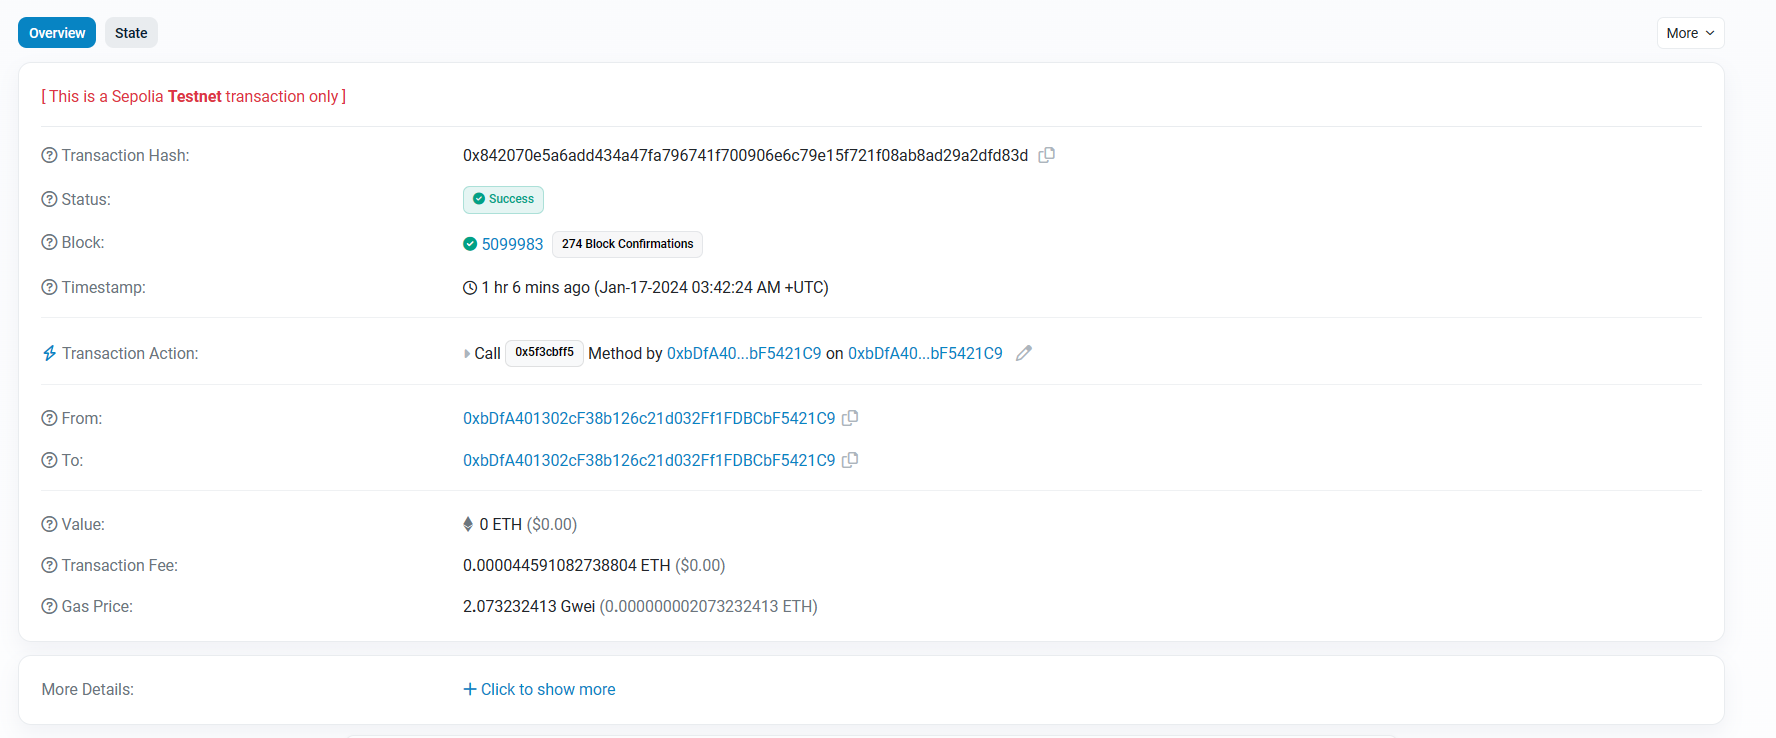 Overview State More
[ This is a Sepolia Testnet transaction only ]
Transaction Hash: 0x842070e5a6add434a47fa796741f700906e6c79e15f721f08ab8ad29a2dfd83d
Status: Success
Block: 5099983 274 Block Confirmations
Timestamp: 1 hr 6 mins ago (Jan-17-2024 03:42:24 AM +UTC)
Transaction Action: Call 0x5f3cbff5 Method by 0xbDfA40...bF5421C9 on 0xbDfA40...bF5421C9
From: 0xbDfA401302cF38b126c21d032Ff1FDBCbF5421C9
To: 0xbDfA401302cF38b126c21d032Ff1FDBCbF5421C9
Value: 0 ETH ($0.00)
Transaction Fee: 0.000044591082738804 ETH ($0.00)
Gas Price: 2.073232413 Gwei (0.000000002073232413 ETH)
More Details: + Click to show more